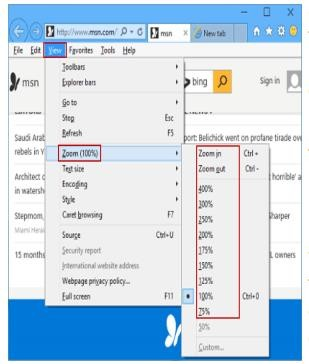 http://www.msn.com/
msn
New tab
File Edit View Favorites Tools Help
msn
bing
Sign in
Toolbars
Explorer bars
Go to
Stop Esc
Refresh F5
Zoom (100%)
Text size
Encoding
Style
Caret browsing F7
Source Ctrl+U
Security report
International website address
Webpage privacy policy...
Full screen F11
Zoom in Ctrl +
Zoom out Ctrl -
400%
300%
250%
200%
175%
150%
125%
100% Ctrl+0
75%
50%
Custom...
Saudi Arab
rebels in Y
port: Belichick went on profane tirade ove
Architect c
in watersh
t horrible' a
Stepmom,
Miami Heral
Sharper
15 months
L owners